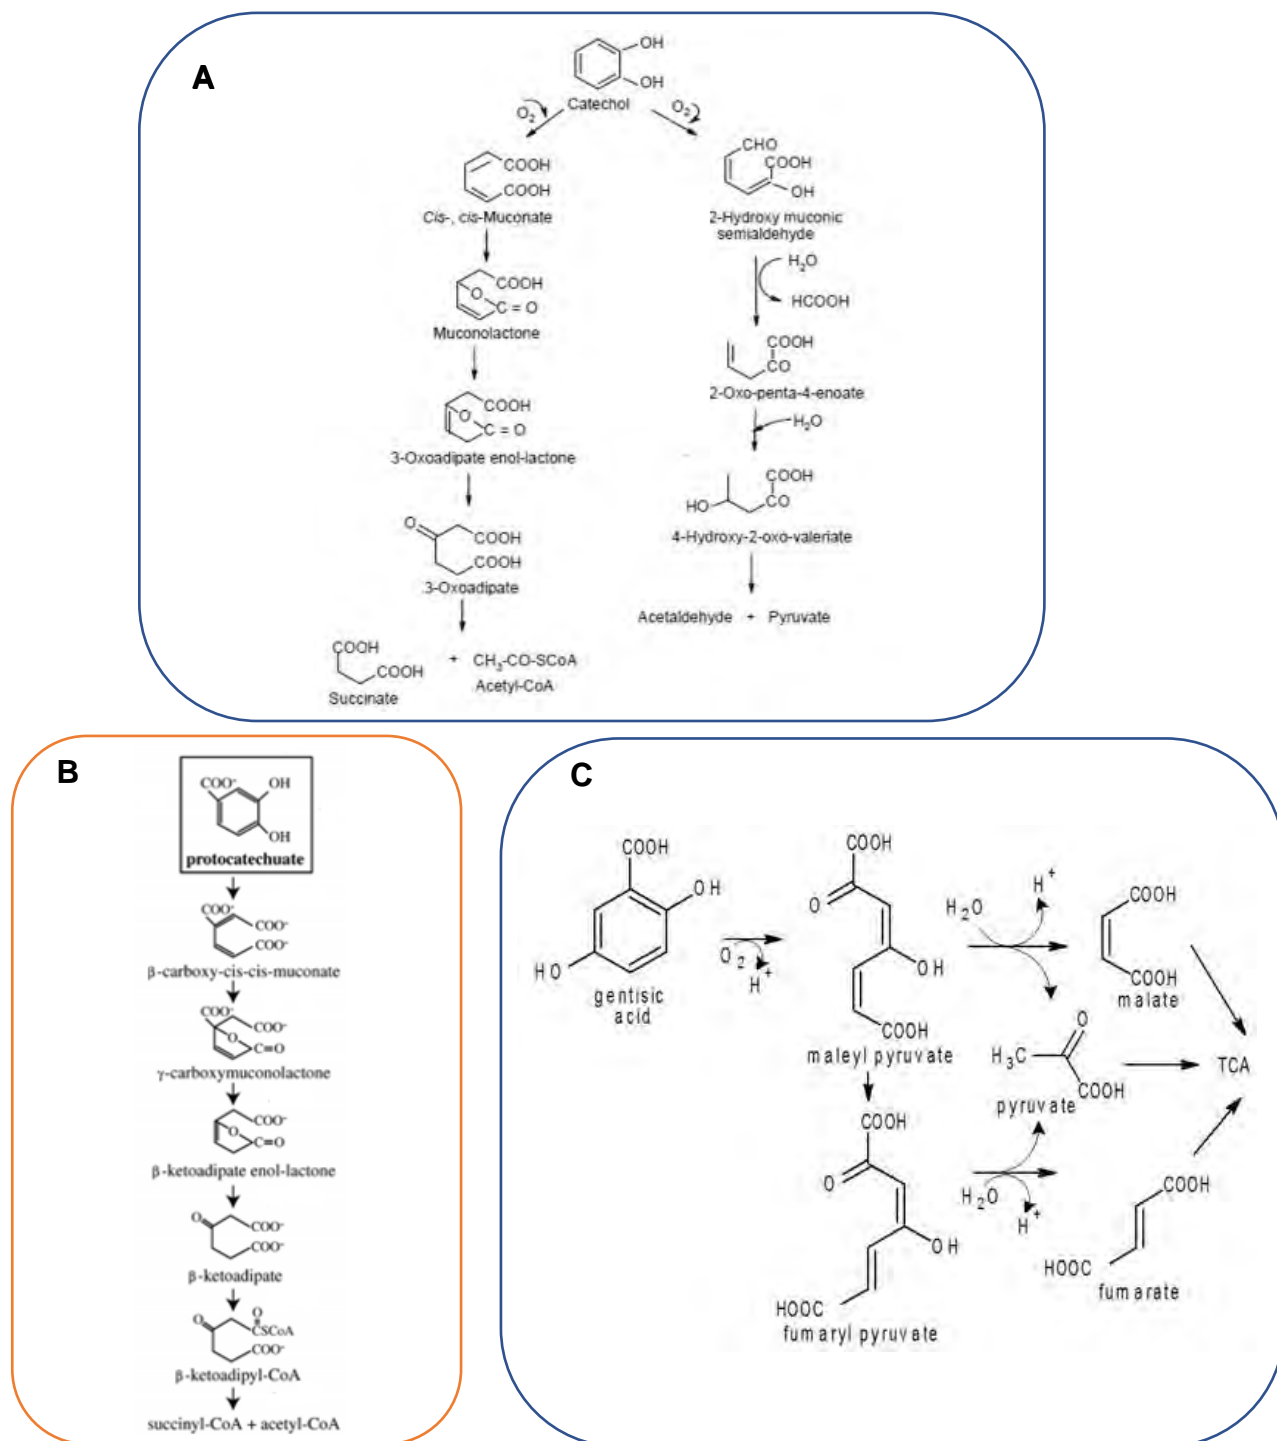 A
OH
OH
Catechol
O2
O2
COOH
COOH
Cis-, cis-Muconate
COOH
O
C=O
Muconolactone
COOH
O
C=O
3-Oxoadipate enol-lactone
O
COOH
COOH
3-Oxoadipate
COOH
COOH
Succinate
+
CH3-CO-SCoA
Acetyl-CoA
CHO
COOH
OH
2-Hydroxy muconic
semialdehyde
H2O
HCOOH
COOH
CO
2-Oxo-penta-4-enoate
H2O
COOH
CO
HO
4-Hydroxy-2-oxo-valeriate
Acetaldehyde + Pyruvate
B
COO-
OH
OH
protocatechuate
COO-
COO-
COO-
β-carboxy-cis-cis-muconate
COO-
COO-
O
C=O
γ-carboxymuconolactone
COO-
O
C=O
β-ketoadipate enol-lactone
O
COO-
COO-
β-ketoadipate
O
O
CSCoA
COO-
β-ketoadipyl-CoA
succinyl-CoA + acetyl-CoA
C
COOH
OH
HO
gentisic
acid
O2
H+
COOH
O
OH
COOH
maleyl pyruvate
H2O
H+
COOH
COOH
malate
O
H3C
COOH
pyruvate
TCA
COOH
O
OH
HOOC
fumaryl pyruvate
H2O
H+
COOH
HOOC
fumarate